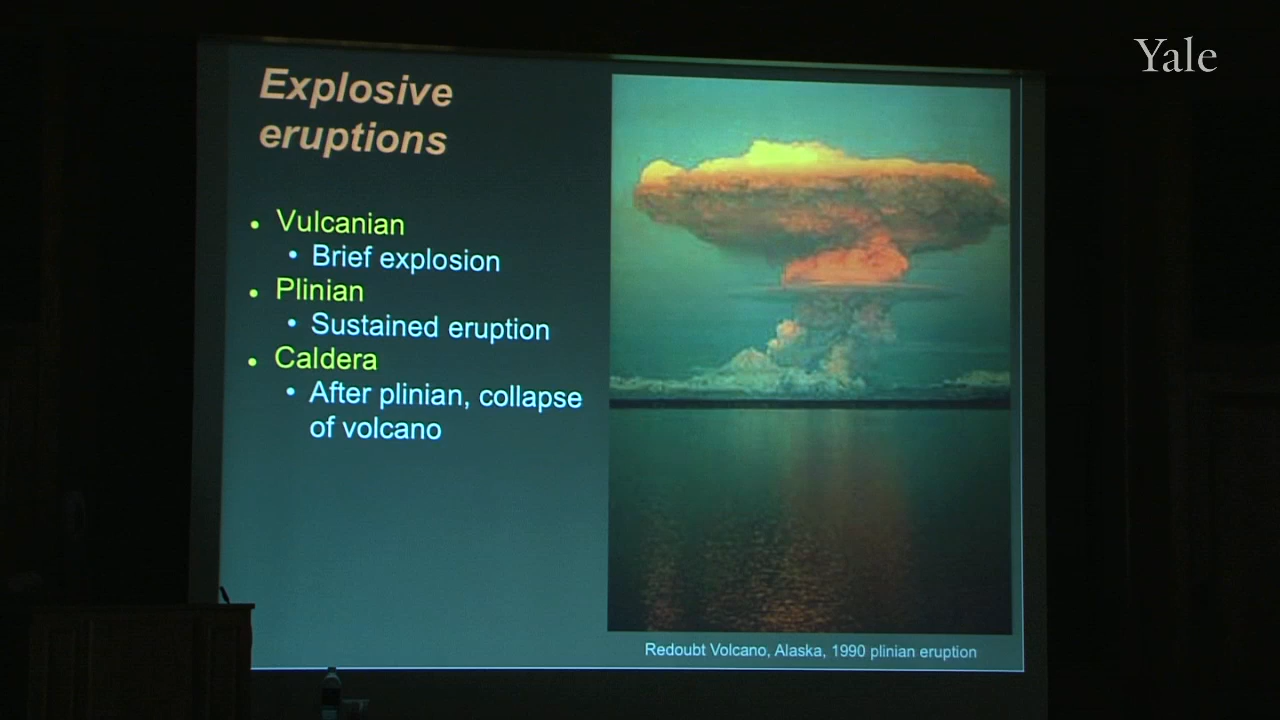 Yale
Explosive
eruptions
• Vulcanian
• Brief explosion
• Plinian
• Sustained eruption
• Caldera
• After plinian, collapse
of volcano
Redoubt Volcano, Alaska, 1990 plinian eruption